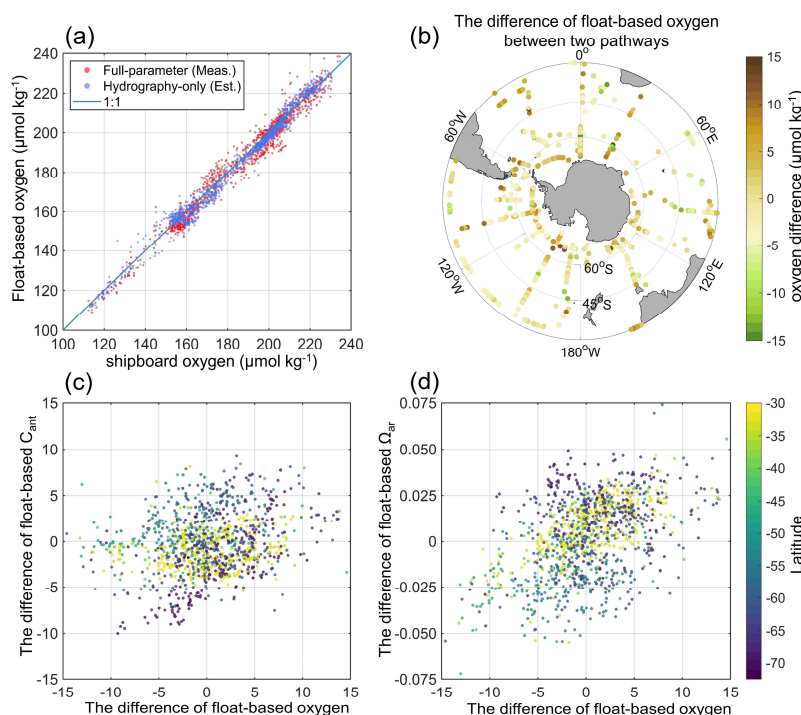 (a)
240
220
200
180
160
140
120
100
Float-based oxygen (µmol kg⁻¹)
Full-parameter (Meas.)
Hydrography-only (Est.)
1:1
100 120 140 160 180 200 220 240
shipboard oxygen (µmol kg⁻¹)
The difference of float-based oxygen
between two pathways
(b)
0°
60°W
60°E
120°W
120°E
60°S
45°S
180°W
15
10
5
0
-5
-10
-15
oxygen difference (umol kg⁻¹)
(c)
15
10
5
0
-5
-10
-15
The difference of float-based C_ant
-15 -10 -5 0 5 10 15
The difference of float-based oxygen
(d)
0.075
0.050
0.025
0
-0.025
-0.050
-0.075
The difference of float-based Ω_ar
-15 -10 -5 0 5 10 15
The difference of float-based oxygen
-30
-35
-40
-45
-50
-55
-60
-65
-70
Latitude